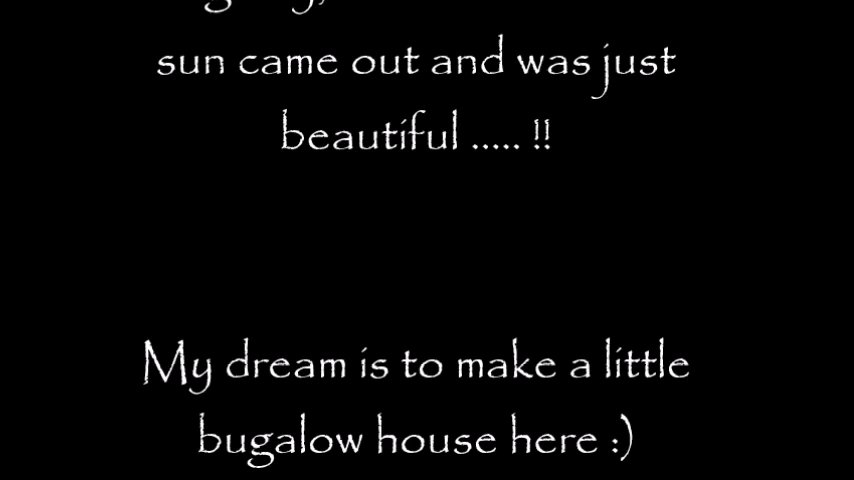 sun came out and was just
beautiful ..... !!
My dream is to make a little
bugalow house here :)